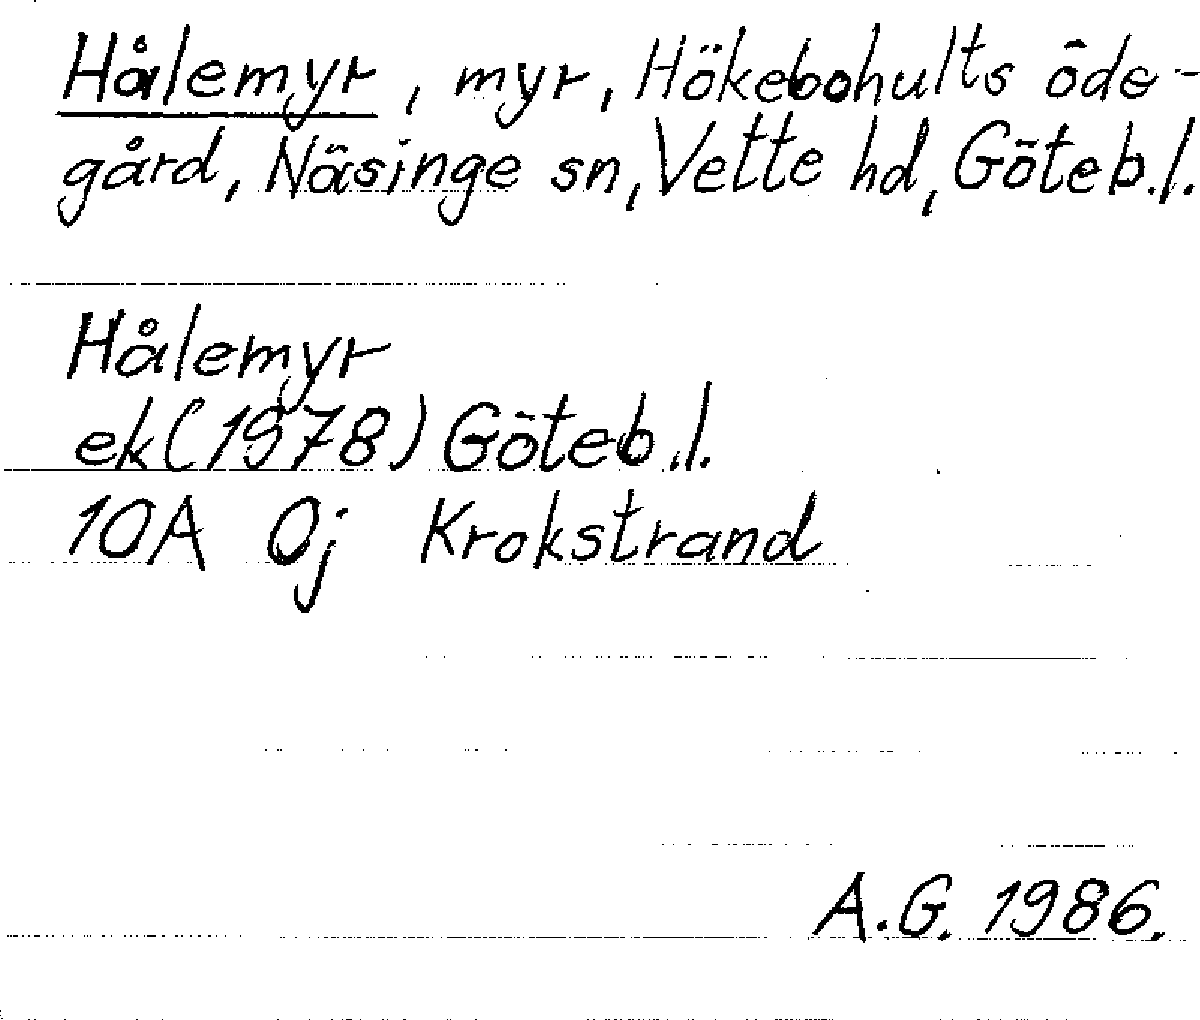 Hålemyr, myr, Hökebohults öde-
gård, Näsinge sn, Vette hd, Göteb.l.
Hålemyr
ek (1978) Göteb.l.
10A 0j Krokstrand
A.G. 1986.